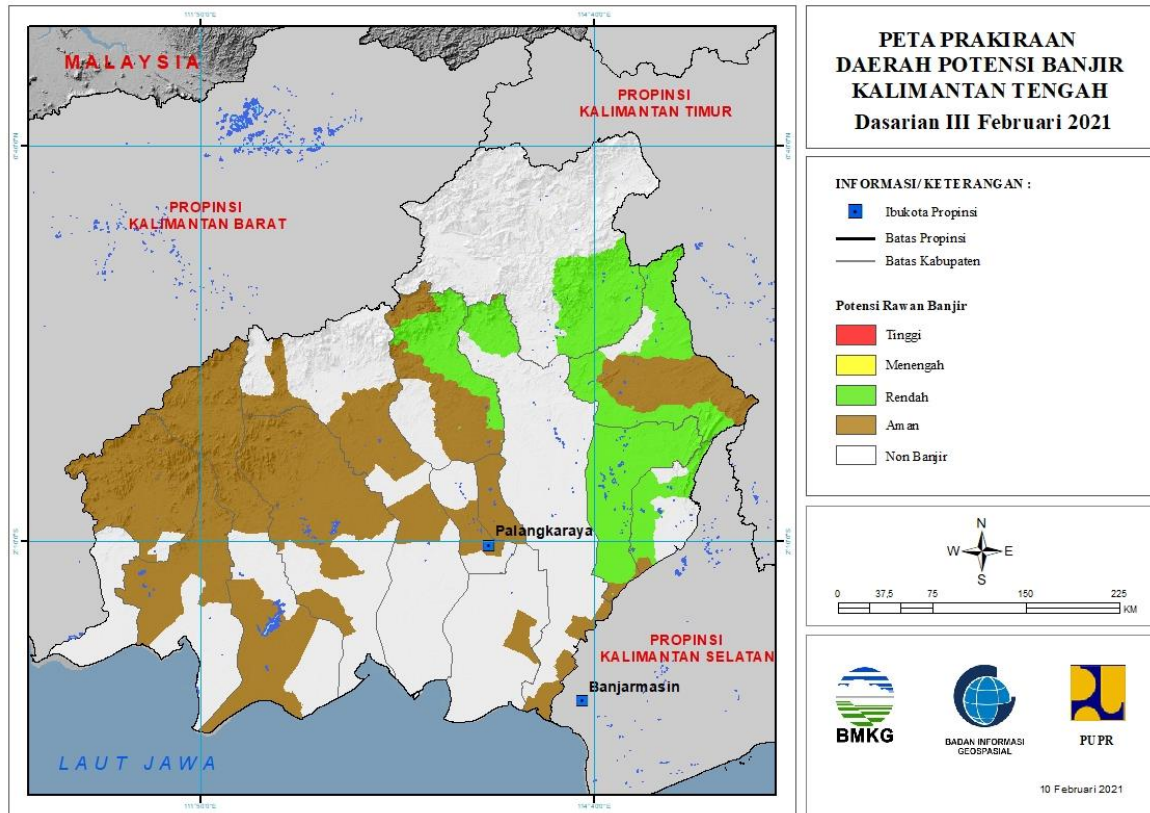 PETA PRAKIRAAN
DAERAH POTENSI BANJIR
KALIMANTAN TENGAH
Dasarian III Februari 2021
INFORMASI/ KETERANGAN :
Ibukota Propinsi
Batas Propinsi
Batas Kabupaten
Potensi Rawan Banjir
Tinggi
Menengah
Rendah
Aman
Non Banjir
N
W E
S
0 37,5 75 150 225
KM
BMKG
BADAN INFORMASI
GEOSPASIAL
PUPR
10 Februari 2021
MALAYSIA
PROPINSI
KALIMANTAN TIMUR
PROPINSI
KALIMANTAN BARAT
Palangkaraya
PROPINSI
KALIMANTAN SELATAN
Banjarmasin
LAUT JAWA